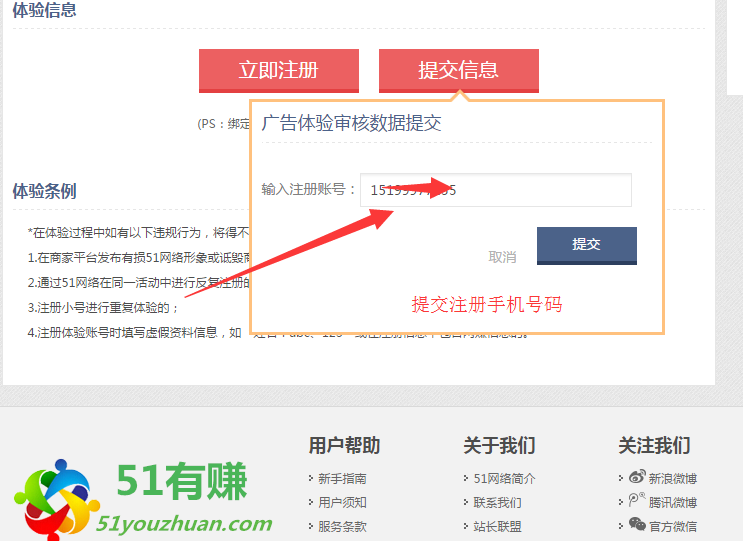 体验信息
立即注册
提交信息
(PS：绑定
广告体验审核数据提交
输入注册账号：
体验条例
*在体验过程中如有以下违规行为，将得不
1.在商家平台发布有损51网络形象或诋毁商
取消
提交
2.通过51网络在同一活动中进行反复注册的
3.注册小号进行重复体验的；
提交注册手机号码
4.注册体验账号时填写虚假资料信息，如
用户帮助
关于我们
关注我们
51有赚
51youzhuan.com
新手指南
51网络简介
新浪微博
用户须知
联系我们
腾讯微博
服务条款
站长联盟
官方微信